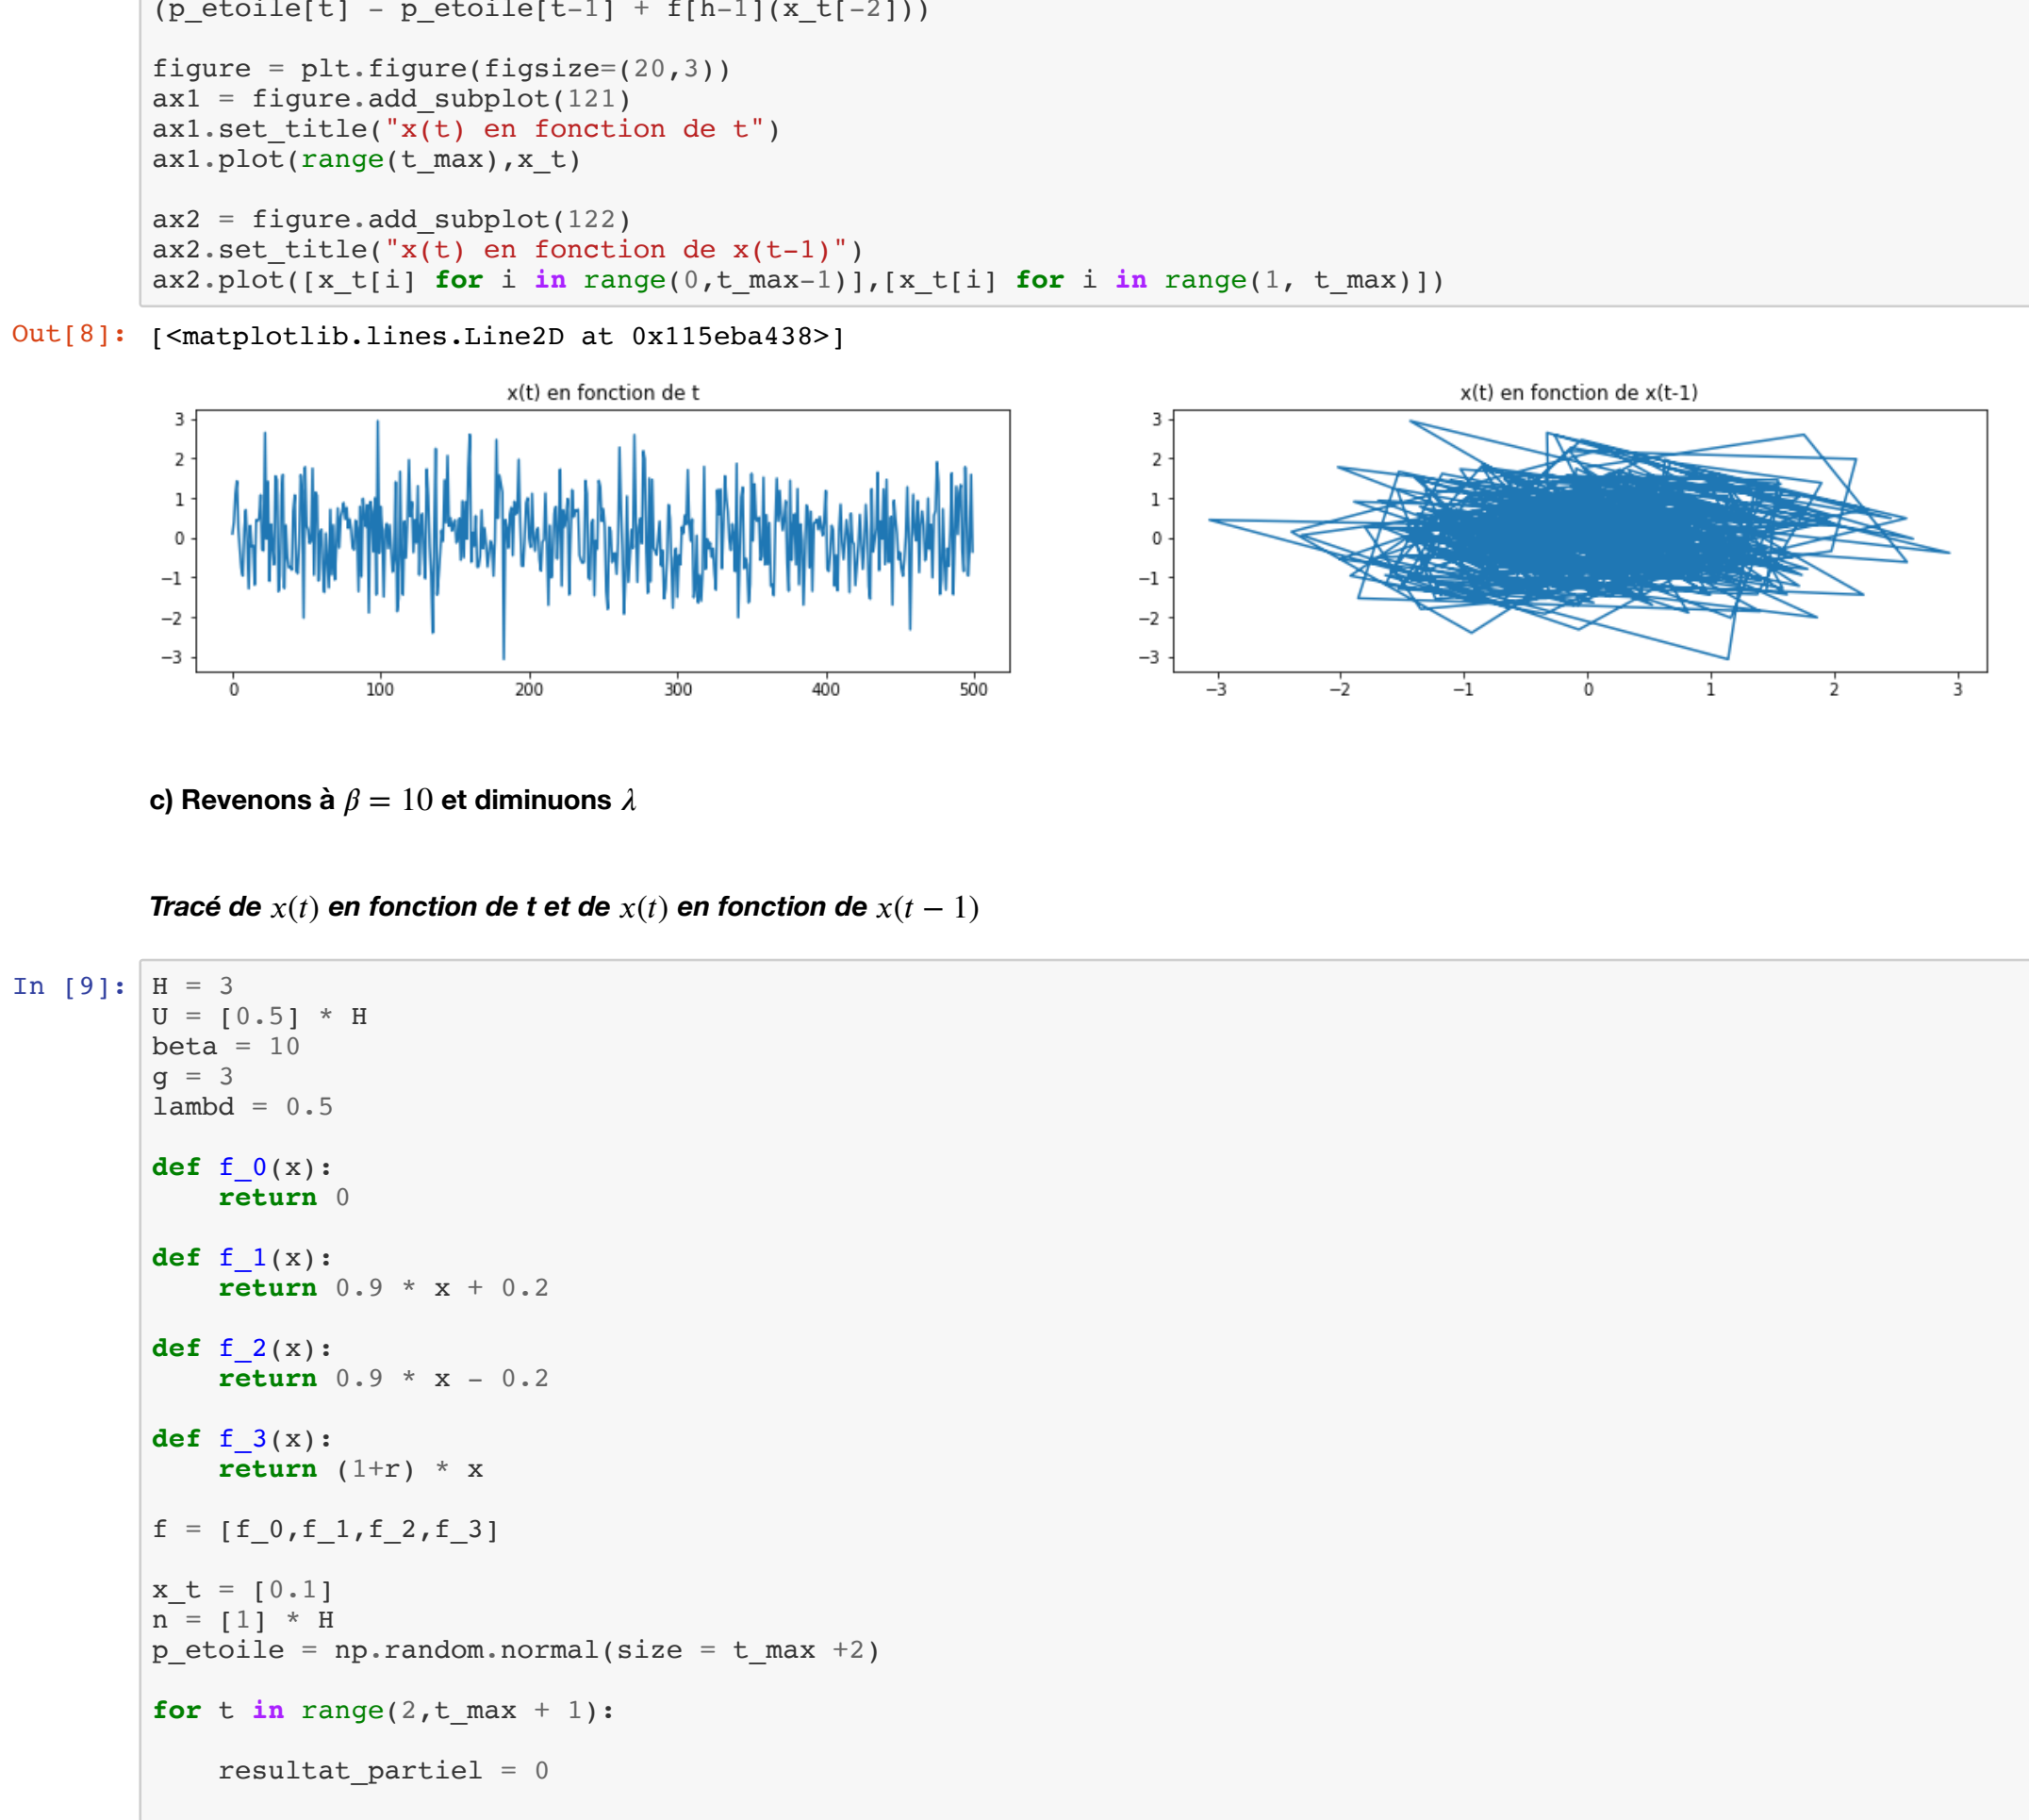 (p_etoile[t] - p_etoile[t-1] + f[h-1](x_t[-2]))
figure = plt.figure(figsize=(20,3))
ax1 = figure.add_subplot(121)
ax1.set_title("x(t) en fonction de t")
ax1.plot(range(t_max),x_t)
ax2 = figure.add_subplot(122)
ax2.set_title("x(t) en fonction de x(t-1)")
ax2.plot([x_t[i] for i in range(0,t_max-1)],[x_t[i] for i in range(1, t_max)])
Out[8]: [<matplotlib.lines.Line2D at 0x115eba438>]
x(t) en fonction de t
3
2
1
0
−1
−2
−3
0 100 200 300 400 500
x(t) en fonction de x(t-1)
3
2
1
0
−1
−2
−3
−3 −2 −1 0 1 2 3
c) Revenons à β = 10 et diminuons λ
Tracé de x(t) en fonction de t et de x(t − 1) en fonction de x(t − 1)
In [9]: H = 3
U = [0.5] * H
beta = 10
g = 3
lambd = 0.5
def f_0(x):
return 0
def f_1(x):
return 0.9 * x + 0.2
def f_2(x):
return 0.9 * x - 0.2
def f_3(x):
return (1+r) * x
f = [f_0,f_1,f_2,f_3]
x_t = [0.1]
n = [1] * H
p_etoile = np.random.normal(size = t_max +2)
for t in range(2,t_max + 1):
resultat_partiel = 0